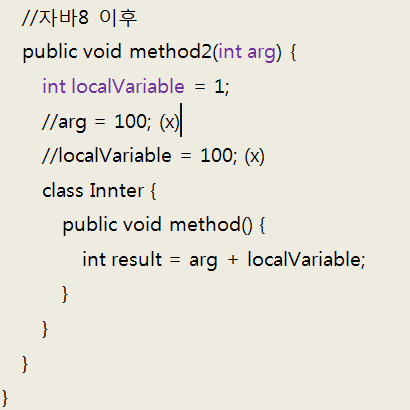 //자바8 이후
public void method2(int arg) {
int localVariable = 1;
//arg = 100; (x)
//localVariable = 100; (x)
class Innter {
public void method() {
int result = arg + localVariable;
}
}
}
}